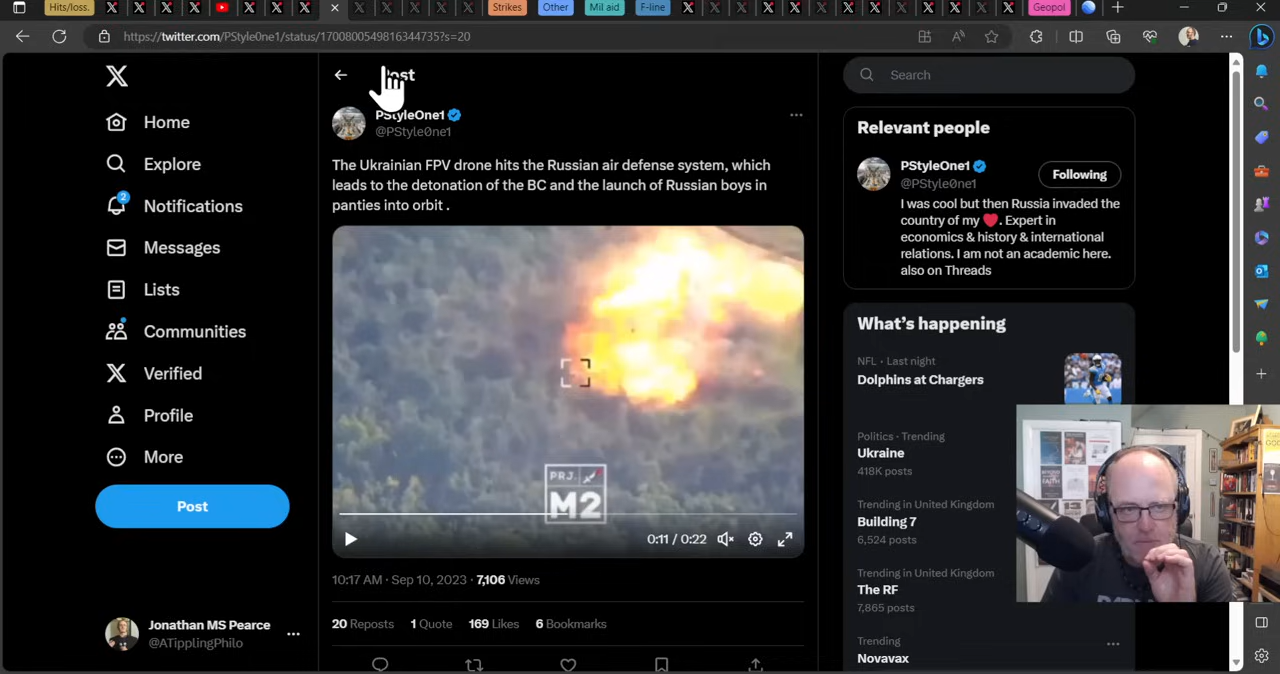 Hits/loss.
Strikes
Other
Mil aid
F-line
Geopol
https://twitter.com/PStyle0ne1/status/1700800549816344735?s=20
Post
PStyleOne1
@PStyle0ne1
The Ukrainian FPV drone hits the Russian air defense system, which
leads to the detonation of the BC and the launch of Russian boys in
panties into orbit .
PRJ.
M2
0:11 / 0:22
10:17 AM · Sep 10, 2023 · 7,106 Views
20 Reposts 1 Quote 169 Likes 6 Bookmarks
Home
Explore
2
Notifications
Messages
Lists
Communities
Verified
Profile
More
Post
Jonathan MS Pearce
@ATipplingPhilo
Search
Relevant people
PStyleOne1
@PStyle0ne1
Following
I was cool but then Russia invaded the
country of my ❤️. Expert in
economics & history & international
relations. I am not an academic here.
also on Threads
What's happening
NFL · Last night
Dolphins at Chargers
Politics · Trending
Ukraine
418K posts
Trending in United Kingdom
Building 7
6,524 posts
Trending in United Kingdom
The RF
7,865 posts
Trending
Novavax